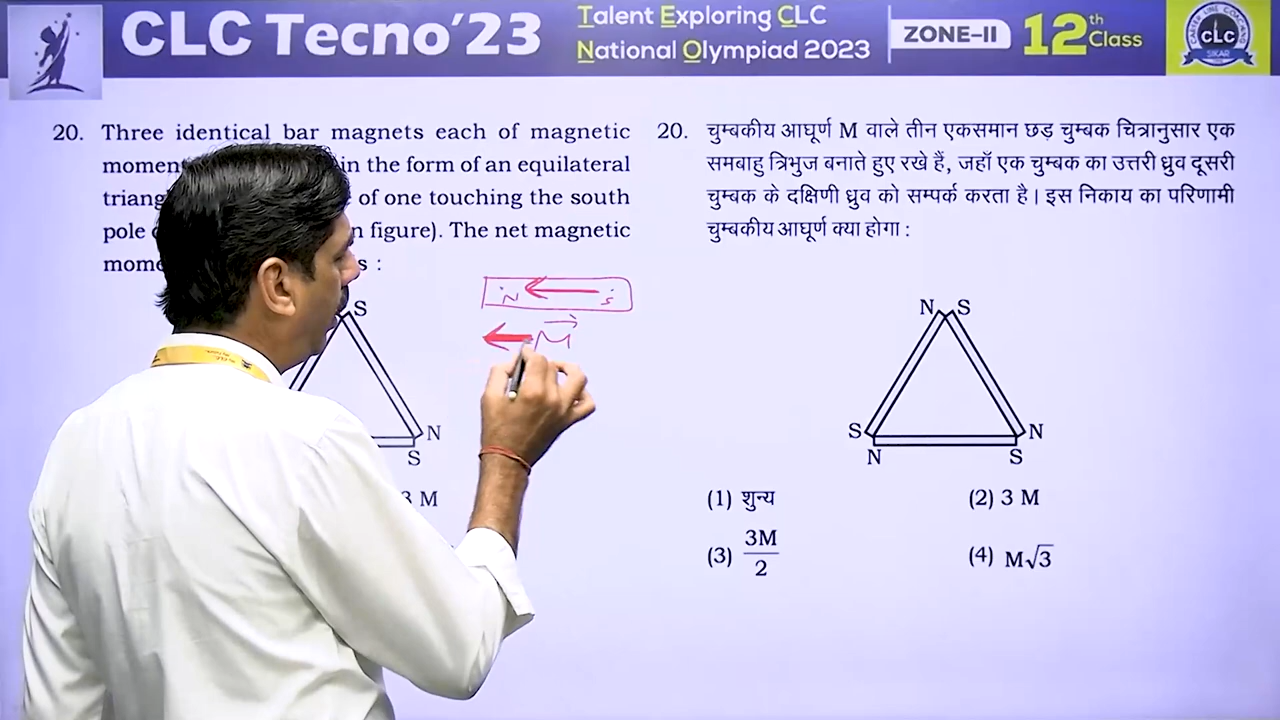 CLC Tecno'23
Talent Exploring CLC
National Olympiad 2023
ZONE-II
12th Class
CLC
SIKAR
20. Three identical bar magnets each of magnetic
in the form of an equilateral
of one touching the south
pole
n figure). The net magnetic
:
S
N
S
3 M
N S
M
20. चुम्बकीय आघूर्ण M वाले तीन एकसमान छड़ चुम्बक चित्रानुसार एक
समबाहु त्रिभुज बनाते हुए रखे हैं, जहाँ एक चुम्बक का उत्तरी ध्रुव दूसरी
चुम्बक के दक्षिणी ध्रुव को सम्पर्क करता है। इस निकाय का परिणामी
चुम्बकीय आघूर्ण क्या होगा :
N S
S N
N S
(1) शून्य (2) 3 M
(3) 3M/2 (4) M√3